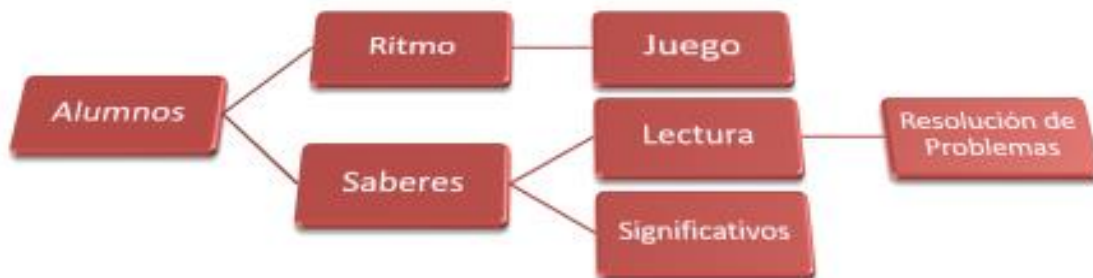 Alumnos
Ritmo
Juego
Saberes
Lectura
Resolución de
Problemas
Significativos